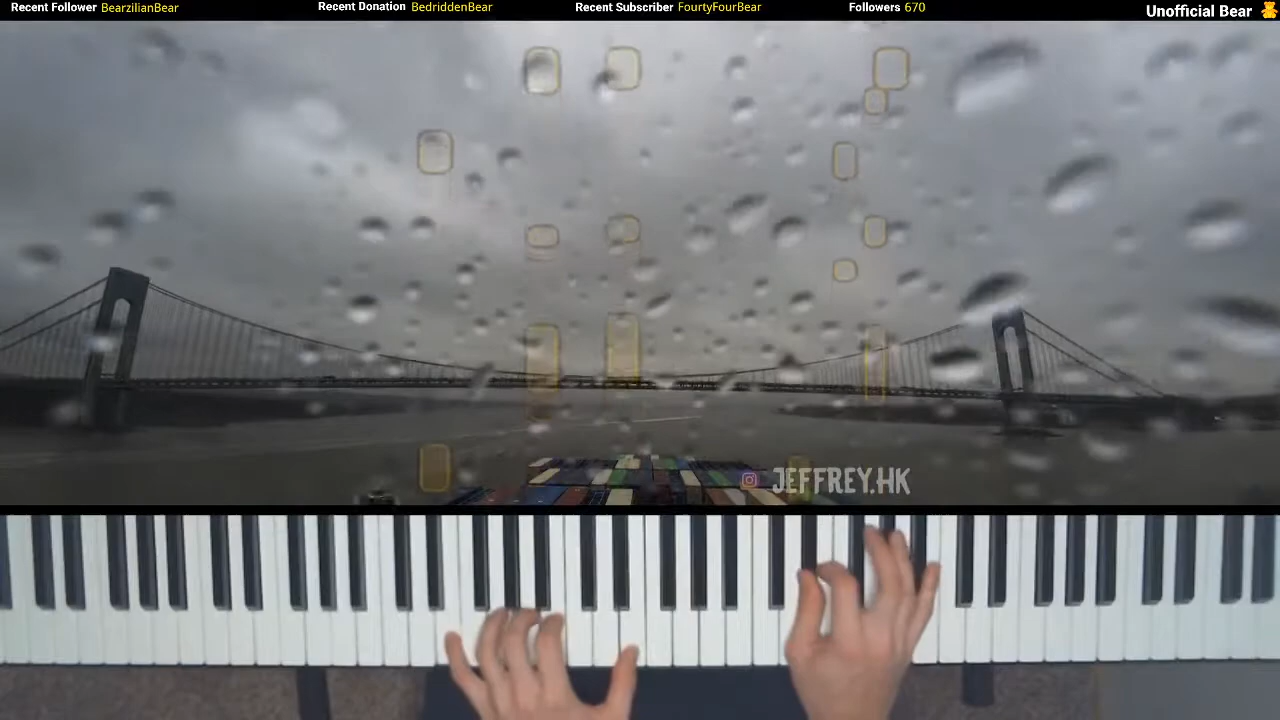 Recent Follower BearzilianBear
Recent Donation BedriddenBear
Recent Subscriber FourtyFourBear
Followers 670
Unofficial Bear
JEFFREY.HK